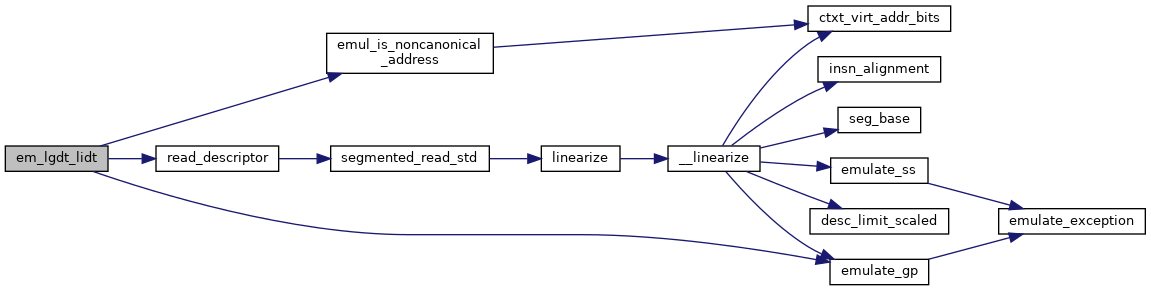 ctxt_virt_addr_bits
emul_is_noncanonical
_address
insn_alignment
seg_base
em_lgdt_lidt
read_descriptor
segmented_read_std
linearize
__linearize
emulate_ss
desc_limit_scaled
emulate_exception
emulate_gp